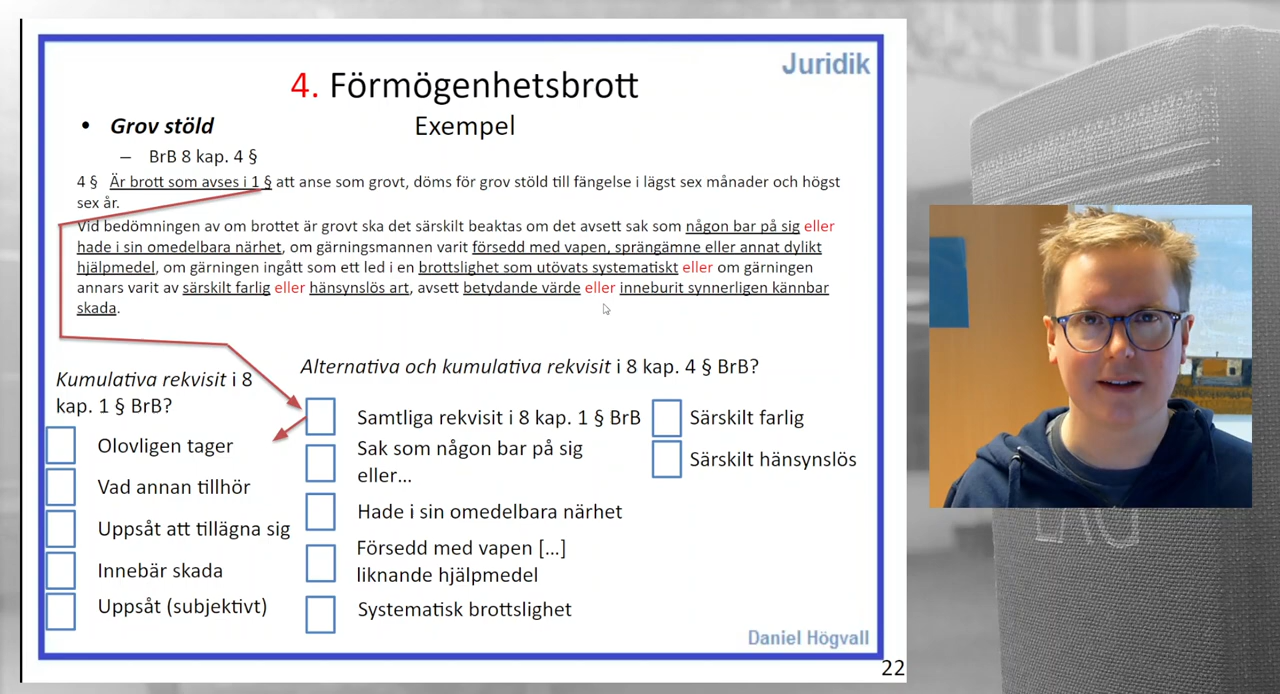 Juridik
4. Förmögenhetsbrott
• Grov stöld
Exempel
– BrB 8 kap. 4 §
4 § Är brott som avses i 1 § att anse som grovt, döms för grov stöld till fängelse i lägst sex månader och högst
sex år.
Vid bedömningen av om brottet är grovt ska det särskilt beaktas om det avsett sak som någon bar på sig eller
hade i sin omedelbara närhet, om gärningsmannen varit försedd med vapen, sprängämne eller annat dylikt
hjälpmedel, om gärningen ingått som ett led i en brottslighet som utövats systematiskt eller om gärningen
annars varit av särskilt farlig eller hänsynslös art, avsett betydande värde eller inneburit synnerligen kännbar
skada.
Kumulativa rekvisit i 8
kap. 1 § BrB?
Olovligen tager
Vad annan tillhör
Uppsåt att tillägna sig
Innebär skada
Uppsåt (subjektivt)
Alternativa och kumulativa rekvisit i 8 kap. 4 § BrB?
Samtliga rekvisit i 8 kap. 1 § BrB
Sak som någon bar på sig
eller...
Hade i sin omedelbara närhet
Försedd med vapen [...]
liknande hjälpmedel
Systematisk brottslighet
Särskilt farlig
Särskilt hänsynslös
Daniel Högvall
22